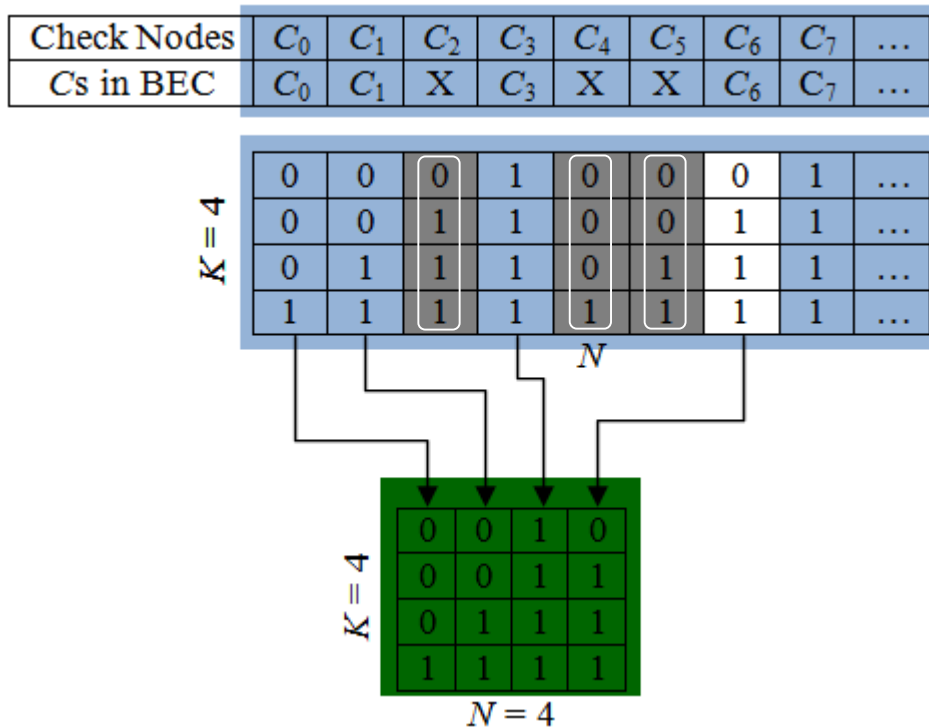 Check Nodes C₀ C₁ C₂ C₃ C₄ C₅ C₆ C₇ …
Cs in BEC C₀ C₁ X C₃ X X C₆ C₇ …
K = 4
0 0 0 1 0 0 0 1 …
0 0 1 1 0 0 1 1 …
0 1 1 1 0 1 1 1 …
1 1 1 1 1 1 1 1 …
N
K = 4
0 0 1 0
0 0 1 1
0 1 1 1
1 1 1 1
N = 4